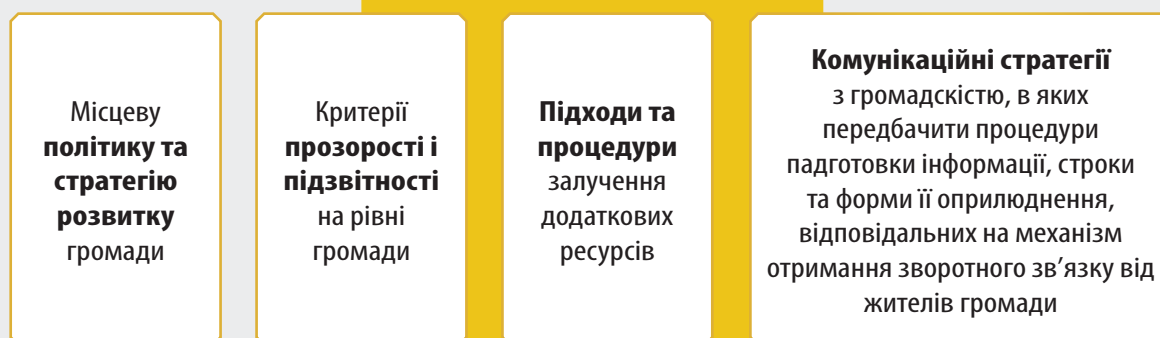 Місцеву
політику та
стратегію
розвитку
громади
Критерії
прозорості і
підзвітності
на рівні
громади
Підходи та
процедури
залучення
додаткових
ресурсів
Комунікаційні стратегії
з громадскістю, в яких
передбачити процедури
падготовки інформації, строки
та форми її оприлюднення,
відповідальних на механізм
отримання зворотного зв’язку від
жителів громади